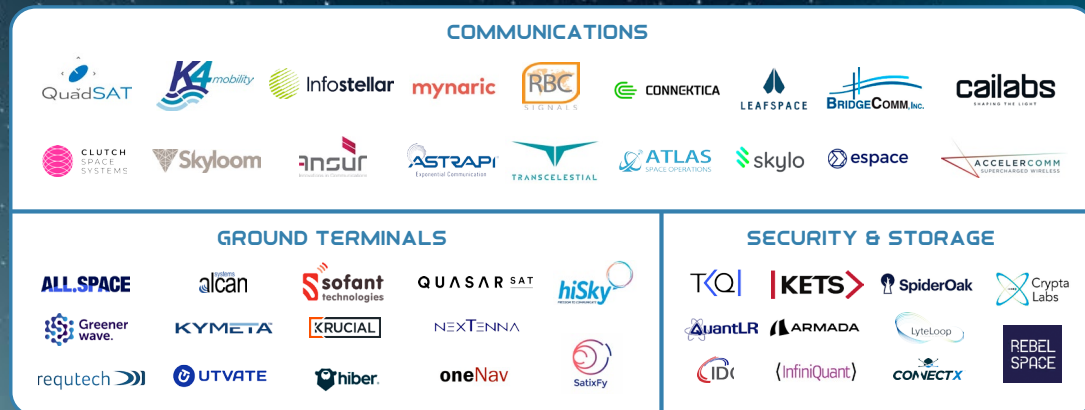 COMMUNICATIONS
QuadSAT
K4 mobility
Infostellar
mynaric
RBC
SIGNALS
CONNEKTICA
LEAFSPACE
BRIDGECOMM, INC.
cailabs
SHAPING THE LIGHT
CLUTCH
SPACE
SYSTEMS
Skyloom
ansur
ASTRAPI
Exponential Communication
TRANSCELESTIAL
ATLAS
SPACE OPERATIONS
skylo
espace
ACCELERCOMM
SUPERCHARGED WIRELESS
GROUND TERMINALS
ALL.SPACE
alcan
systems
sofant
technologies
QUASAR SAT
hiSky
Greener
wave.
KYMETA
KRUCIAL
NEXTENNA
SatixFy
requtech
UTVATE
hiber.
oneNav
SECURITY & STORAGE
KETS
SpiderOak
Crypta
Labs
QuantLR
ARMADA
LyteLoop
REBEL
SPACE
InfiniQuant
CONNECTX